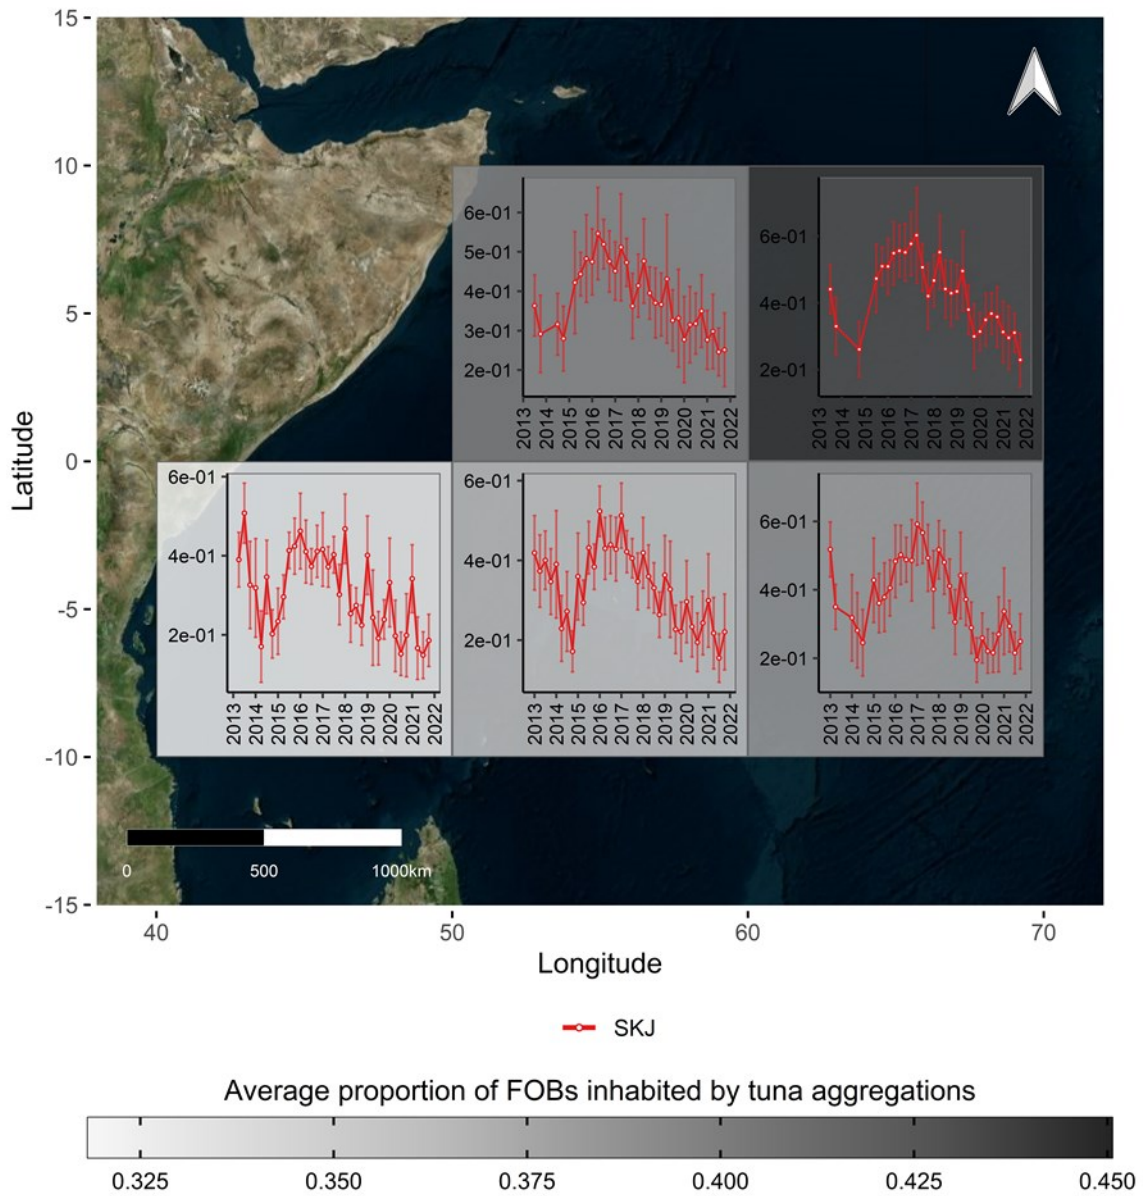 15
10
5
0
-5
-10
-15
Latitude
6e-01
5e-01
4e-01
3e-01
2e-01
2013 2014 2015 2016 2017 2018 2019 2020 2021 2022
6e-01
4e-01
2e-01
2013 2014 2015 2016 2017 2018 2019 2020 2021 2022
6e-01
4e-01
2e-01
2013 2014 2015 2016 2017 2018 2019 2020 2021 2022
6e-01
4e-01
2e-01
2013 2014 2015 2016 2017 2018 2019 2020 2021 2022
6e-01
4e-01
2e-01
2013 2014 2015 2016 2017 2018 2019 2020 2021 2022
0 500 1000km
40 50 60 70
Longitude
SKJ
Average proportion of FOBs inhabited by tuna aggregations
0.325 0.350 0.375 0.400 0.425 0.450